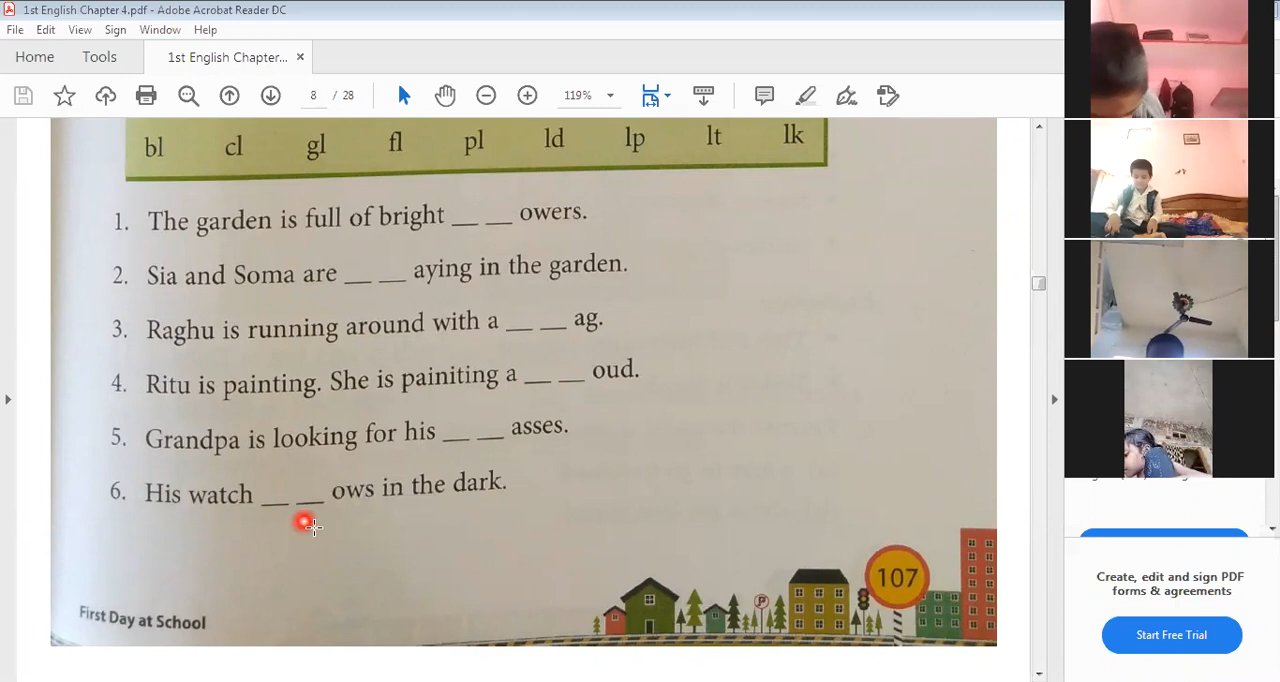 1st English Chapter 4.pdf - Adobe Acrobat Reader DC
File Edit View Sign Window Help
Home Tools 1st English Chapter... ×
8 / 28 119%
bl cl gl fl pl ld lp lt lk
1. The garden is full of bright __ __ owers.
2. Sia and Soma are __ __ aying in the garden.
3. Raghu is running around with a __ __ ag.
4. Ritu is painting. She is painiting a __ __ oud.
5. Grandpa is looking for his __ __ asses.
6. His watch __ __ ows in the dark.
P
107
First Day at School
Create, edit and sign PDF
forms & agreements
Start Free Trial